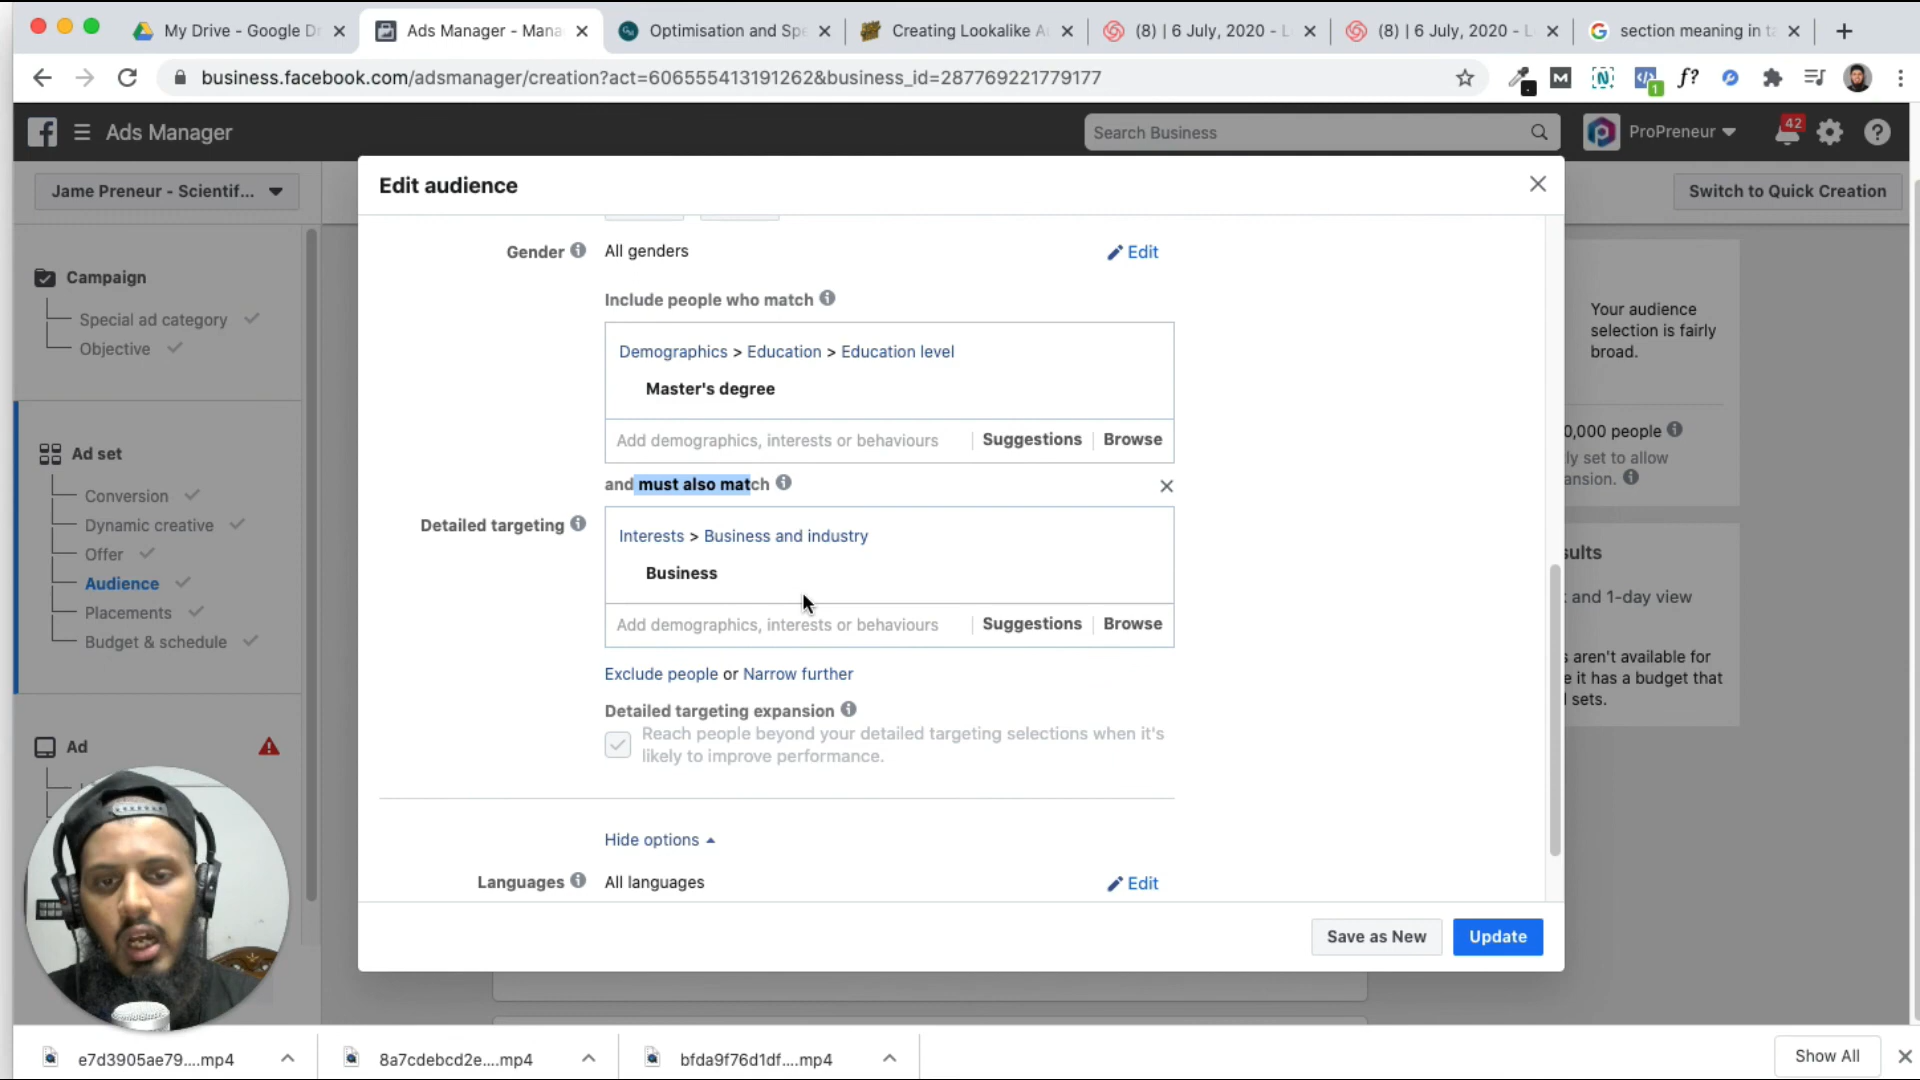 My Drive - Google Dr
Ads Manager - Mana
Optimisation and Spe
Creating Lookalike A
(8) | 6 July, 2020 - L
(8) | 6 July, 2020 - L
section meaning in ta
business.facebook.com/adsmanager/creation?act=606555413191262&business_id=287769221779177
Ads Manager
Search Business
ProPreneur
42
Jame Preneur - Scientif...
Switch to Quick Creation
Edit audience
Campaign
Special ad category
Objective
Ad set
Conversion
Dynamic creative
Offer
Audience
Placements
Budget & schedule
Ad
Gender
All genders
Edit
Include people who match
Demographics > Education > Education level
Master's degree
Add demographics, interests or behaviours
Suggestions
Browse
and must also match
Detailed targeting
Interests > Business and industry
Business
Add demographics, interests or behaviours
Suggestions
Browse
Exclude people or Narrow further
Detailed targeting expansion
Reach people beyond your detailed targeting selections when it's
likely to improve performance.
Hide options
Languages
All languages
Edit
Save as New
Update
Your audience
selection is fairly
broad.
0,000 people
ly set to allow
ansion.
sults
and 1-day view
s aren't available for
e it has a budget that
sets.
e7d3905ae79....mp4
8a7cdebcd2e....mp4
bfda9f76d1df....mp4
Show All